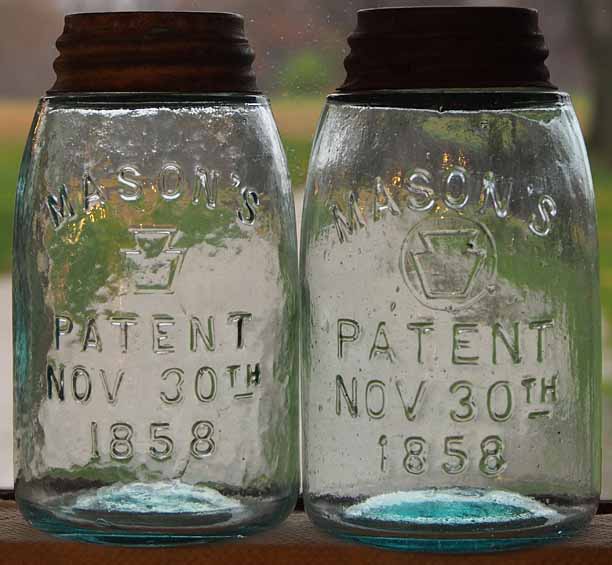 MASON'S
PATENT
NOV 30TH
1858
MASON'S
PATENT
NOV 30TH
1858